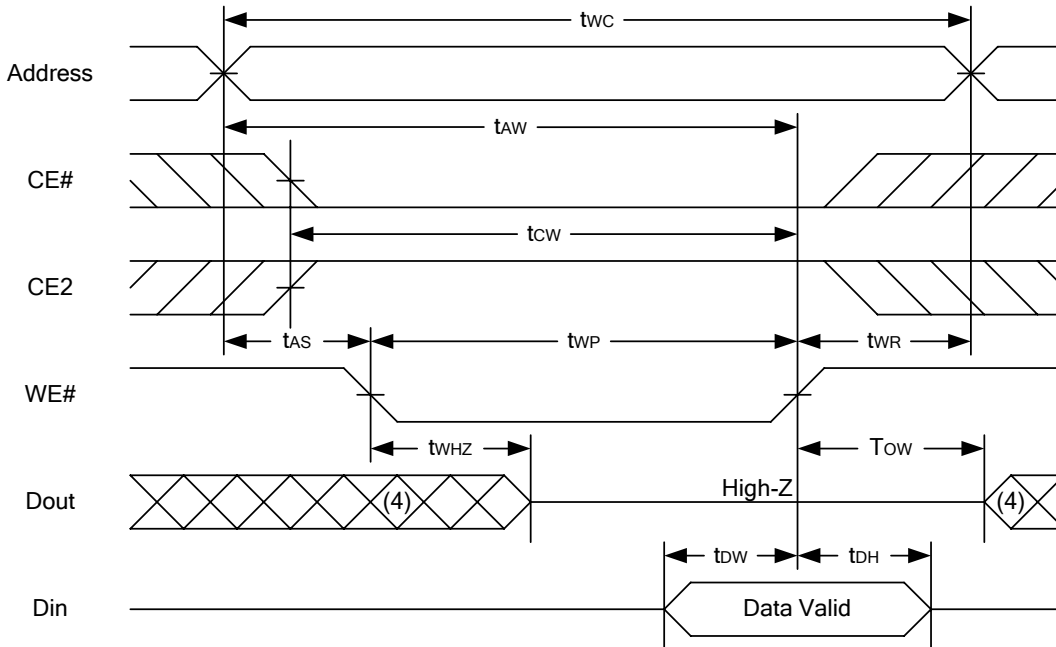 tWC
Address
tAW
CE#
tCW
CE2
tAS tWP tWR
WE#
tWHZ TOW
High-Z
Dout (4) (4)
tDW tDH
Din Data Valid